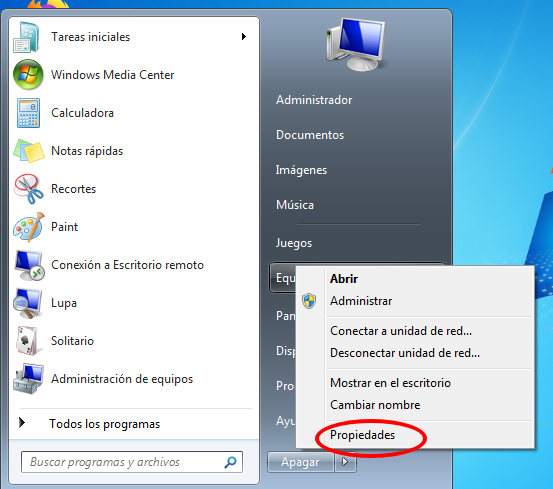 Tareas iniciales
Windows Media Center
Calculadora
Notas rápidas
Recortes
Paint
Conexión a Escritorio remoto
Lupa
Solitario
Administración de equipos
Todos los programas
Buscar programas y archivos
Administrador
Documentos
Imágenes
Música
Juegos
Equ
Pan
Disp
Pro
Ayu
Apagar
Abrir
Administrar
Conectar a unidad de red...
Desconectar unidad de red...
Mostrar en el escritorio
Cambiar nombre
Propiedades